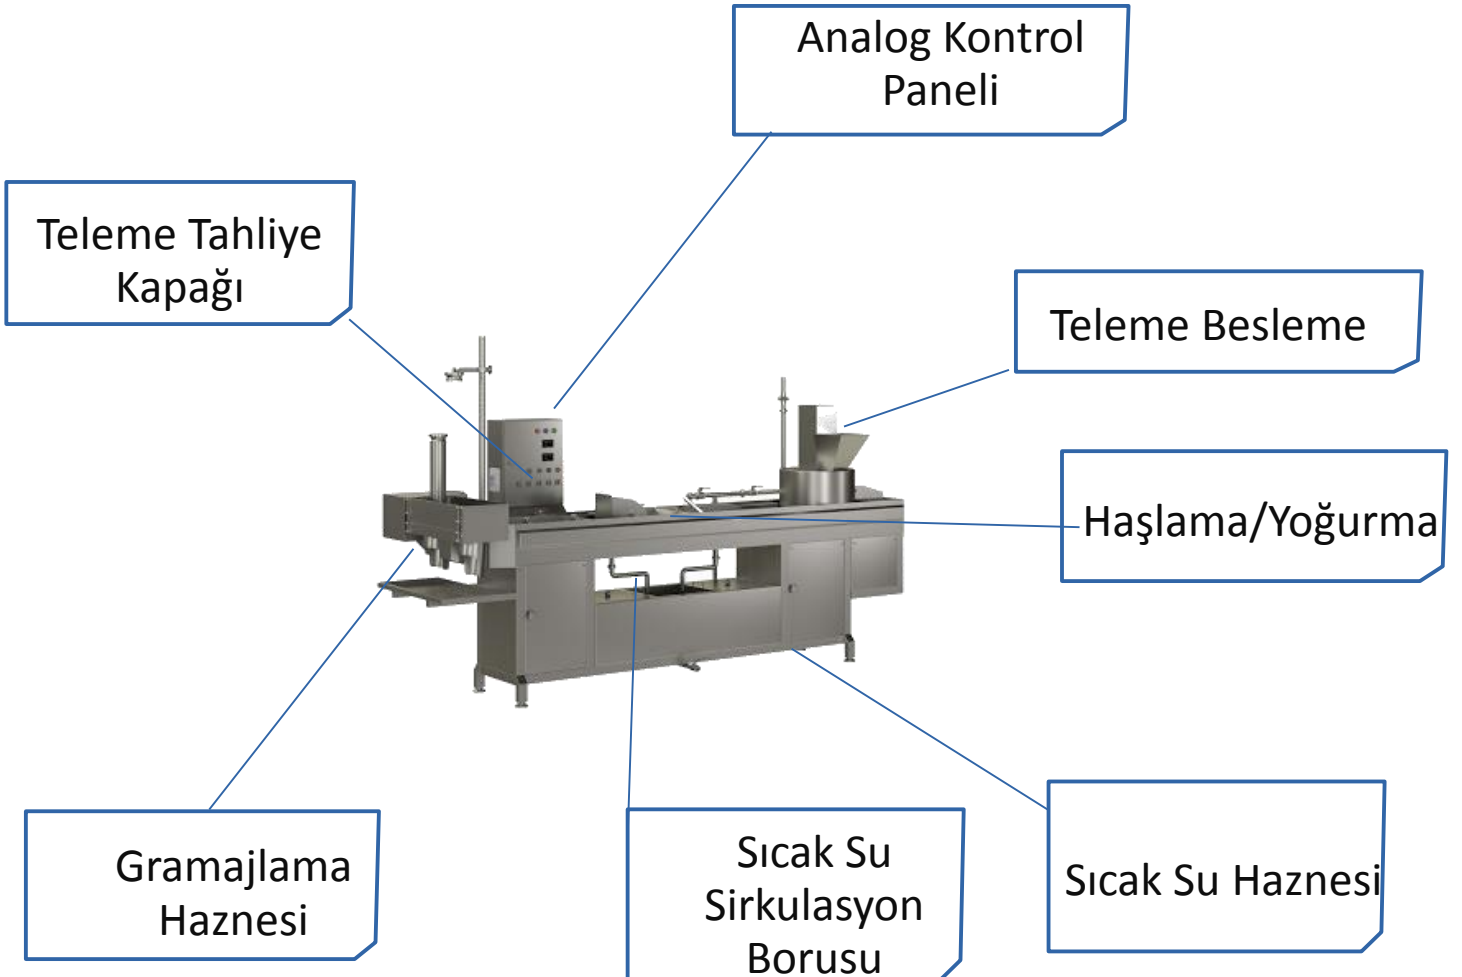 Analog Kontrol
Paneli
Teleme Tahliye
Kapağı
Teleme Besleme
Haşlama/Yoğurma
Gramajlama
Haznesi
Sıcak Su
Sirkulasyon
Borusu
Sıcak Su Haznesi